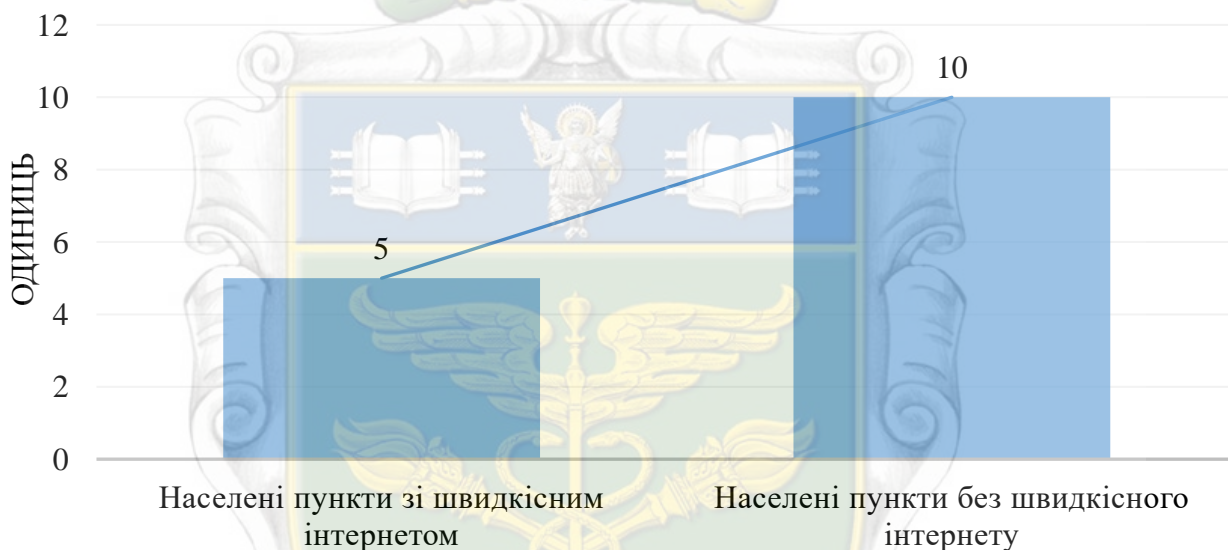 12
10
8
6
4
2
0
ОДИНИЦЬ
5
10
Населені пункти зі швидкісним
інтернетом
Населені пункти без швидкісного
інтернету